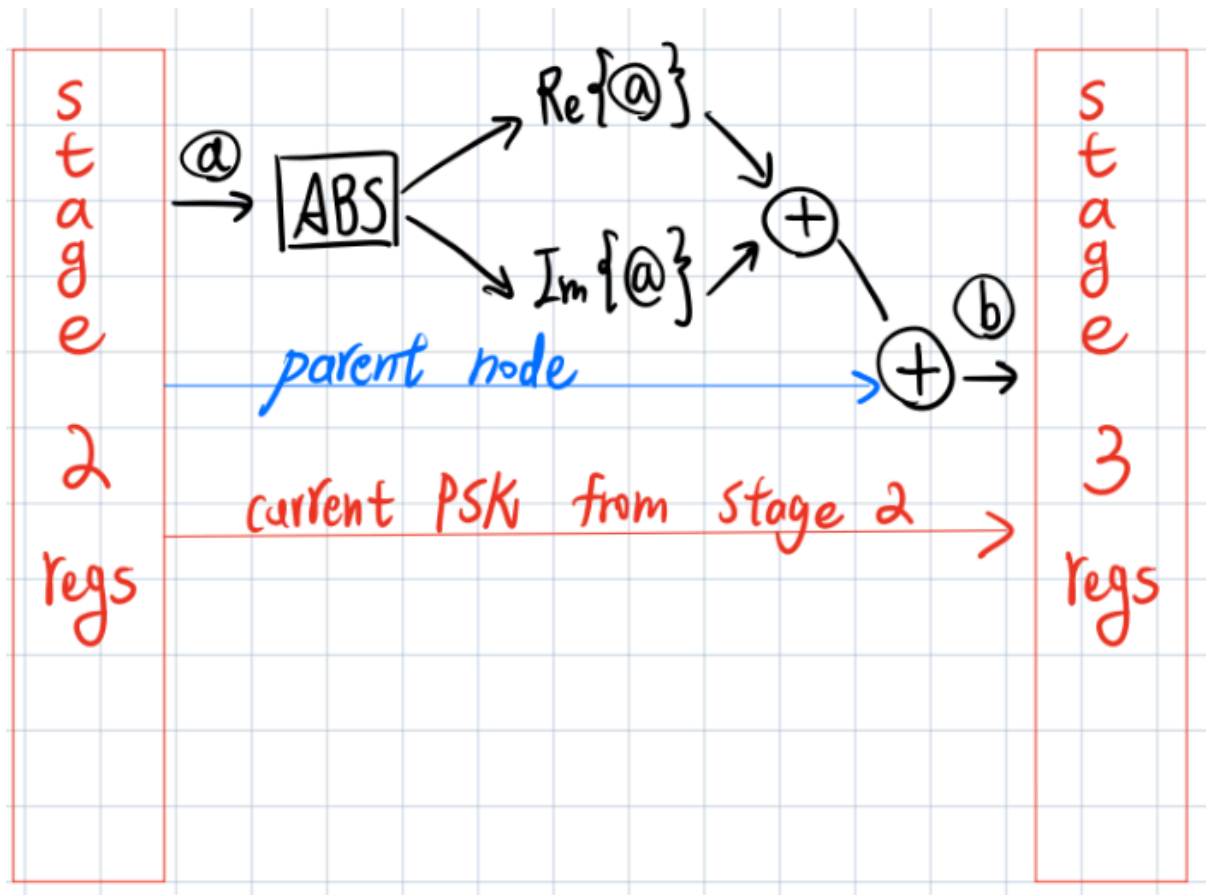 stage 2 regs
ⓐ
ABS
Re{ⓐ}
Im{ⓐ}
+
+
ⓑ
parent node
current PSK from stage 2
stage 3 regs